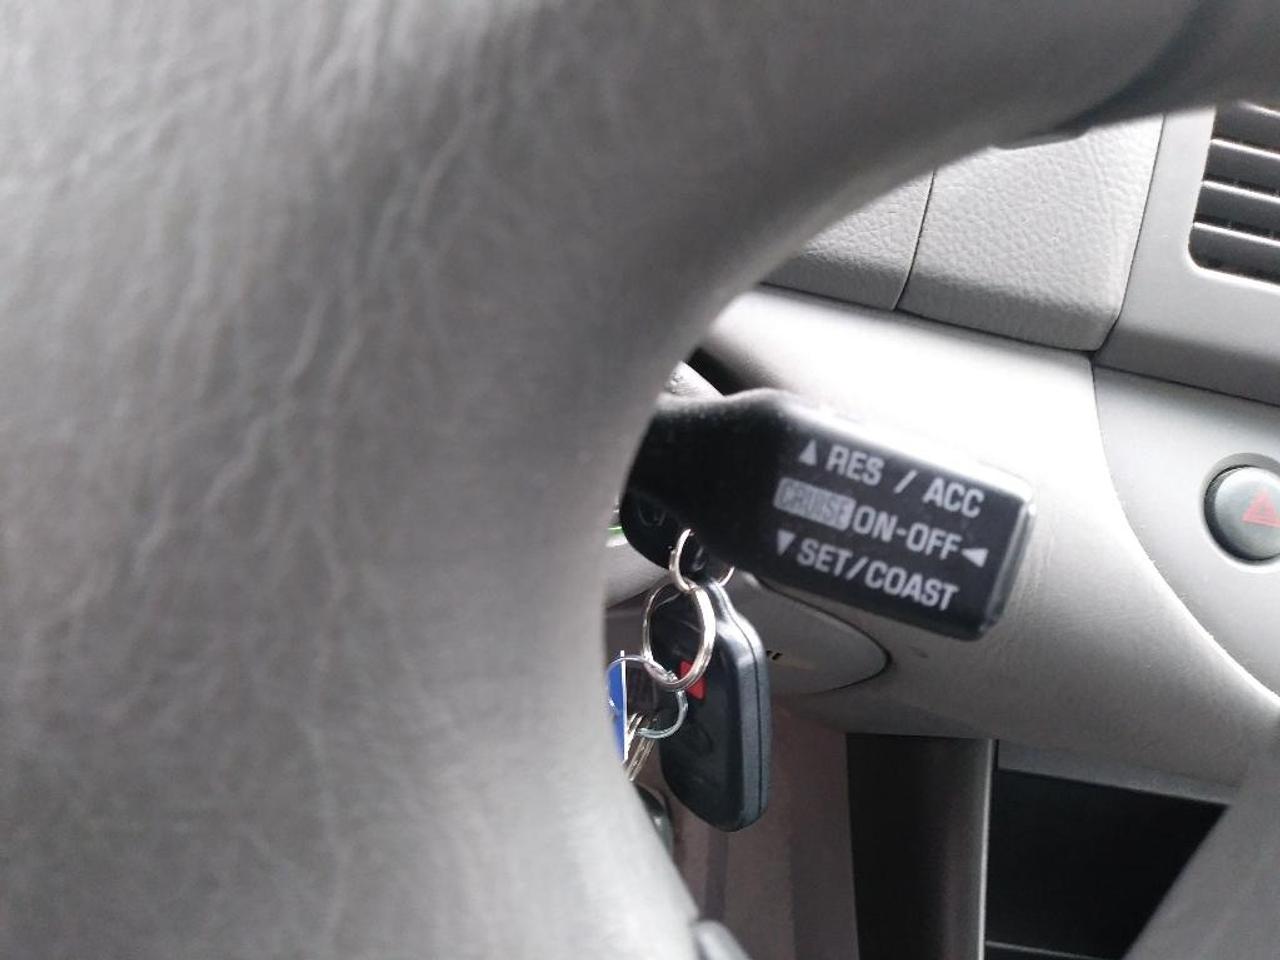 ▲ RES / ACC
CRUISE ON-OFF ◄
▼ SET/COAST